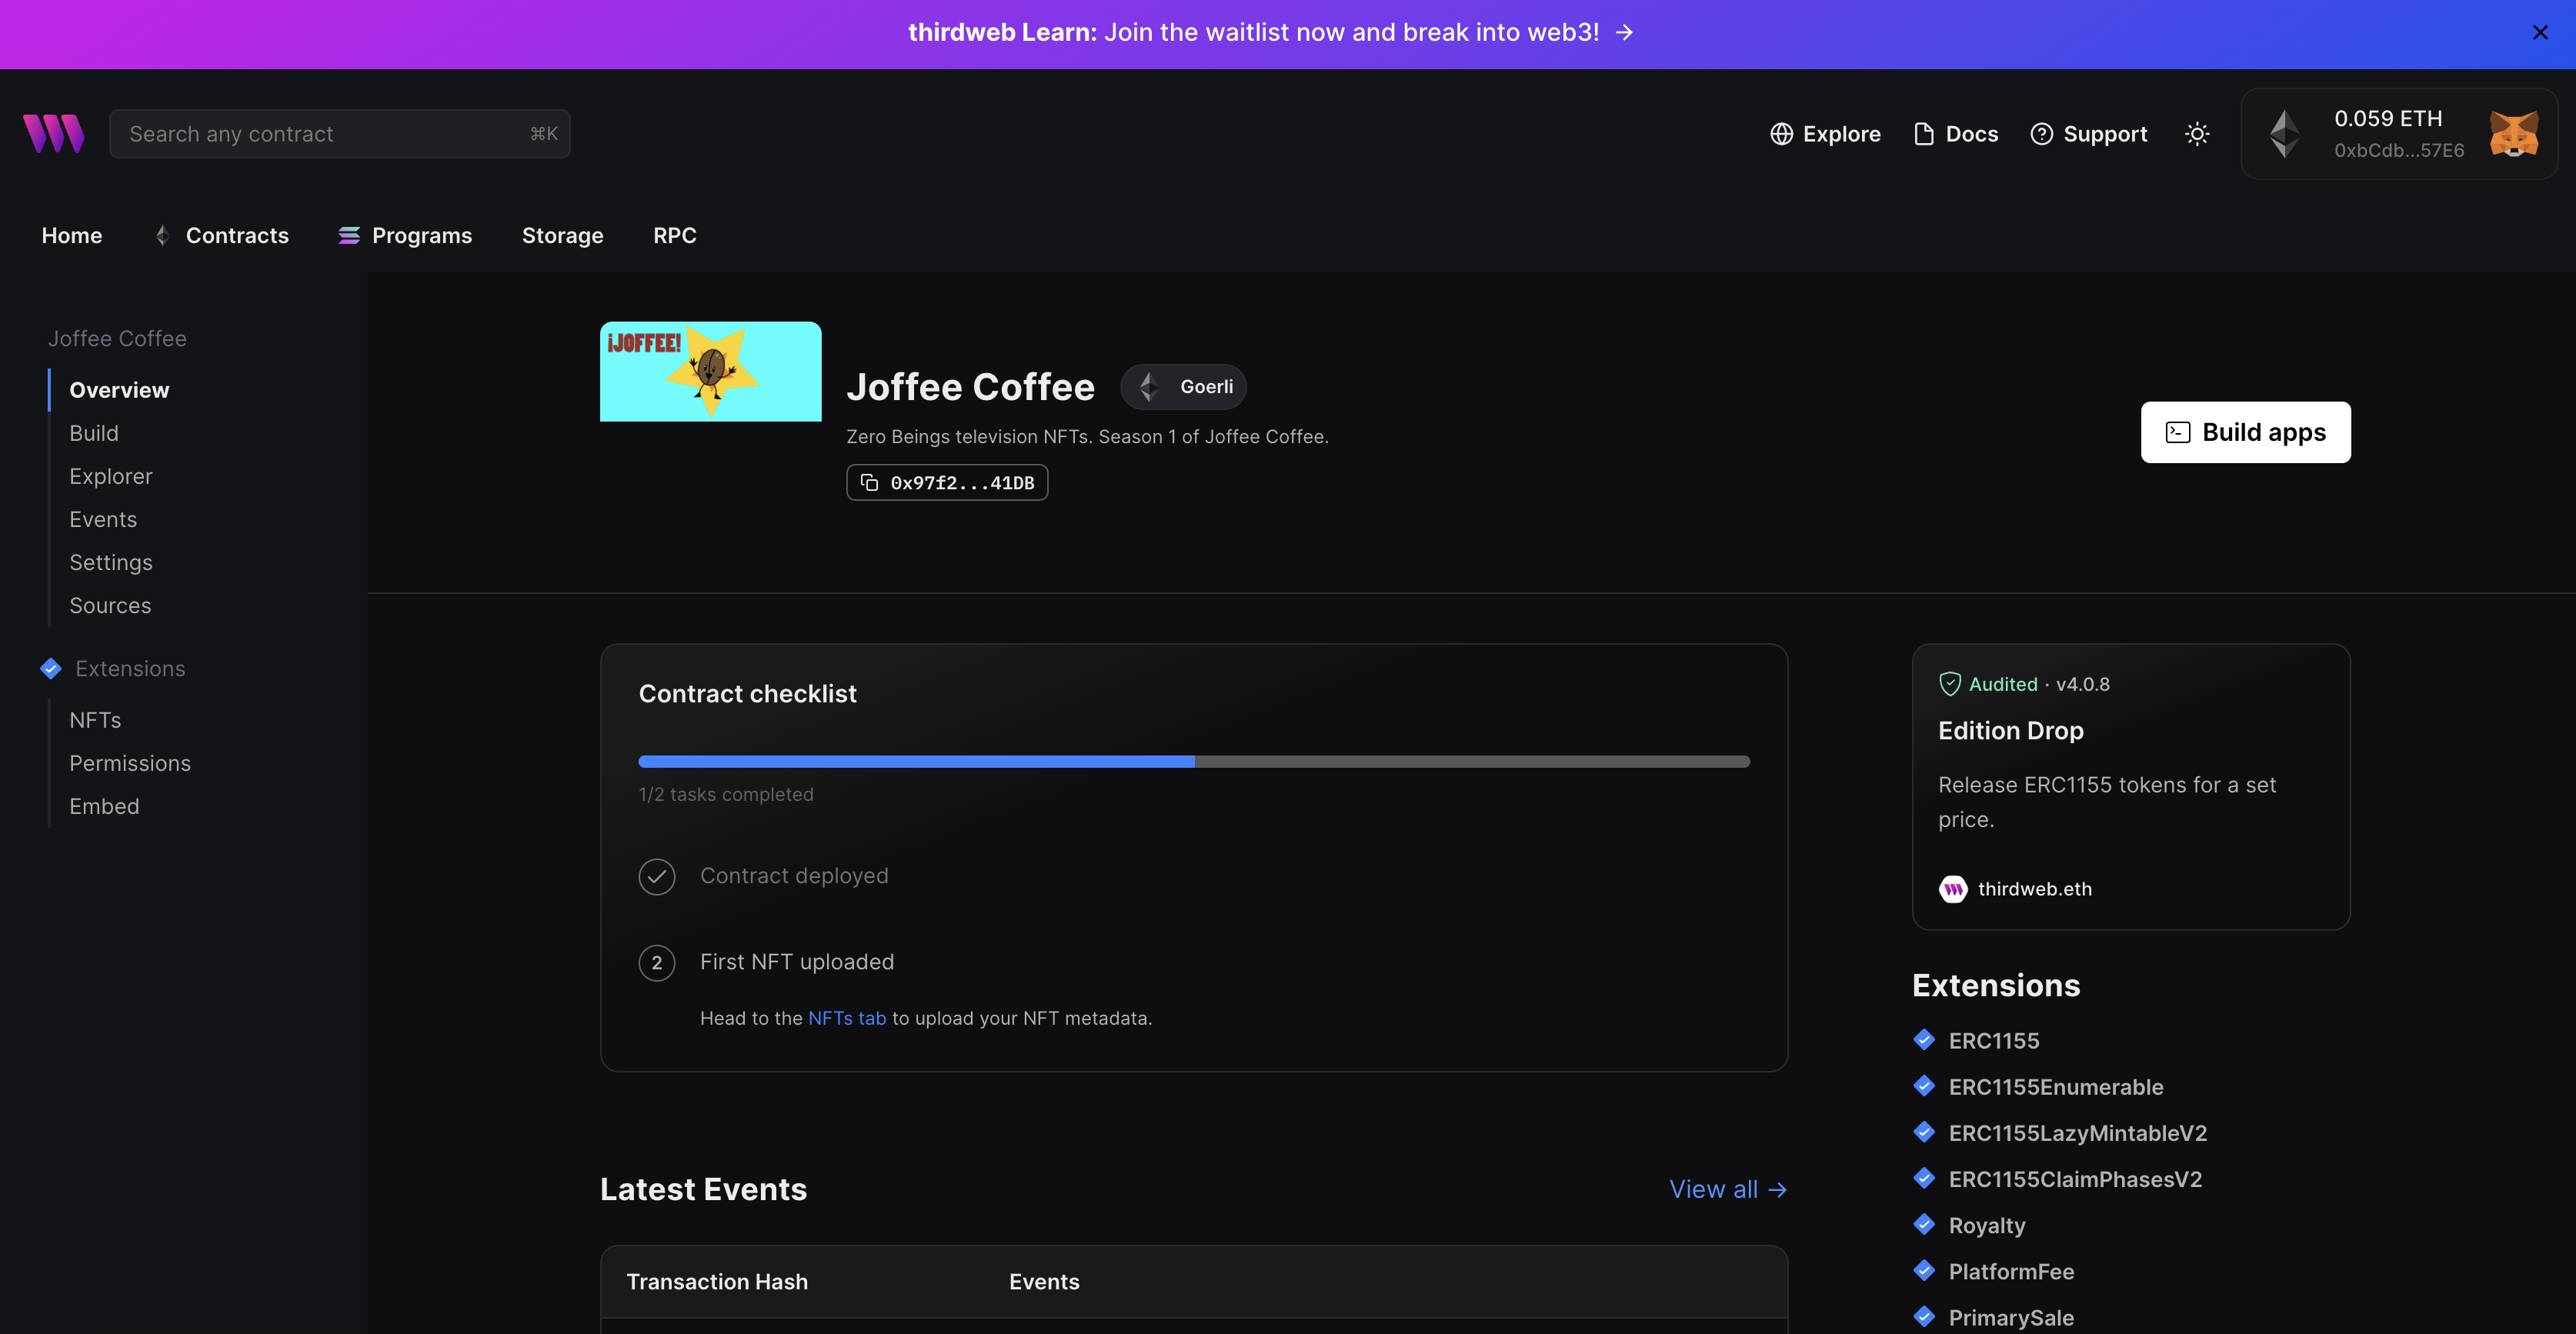 thirdweb Learn: Join the waitlist now and break into web3! →
Search any contract ⌘K
Explore
Docs
Support
0.059 ETH
0xbCdb...57E6
Home
Contracts
Programs
Storage
RPC
Joffee Coffee
Overview
Build
Explorer
Events
Settings
Sources
Extensions
NFTs
Permissions
Embed
¡JOFFEE!
Joffee Coffee
Goerli
Zero Beings television NFTs. Season 1 of Joffee Coffee.
0x97f2...41DB
Build apps
Contract checklist
1/2 tasks completed
Contract deployed
2 First NFT uploaded
Head to the NFTs tab to upload your NFT metadata.
Latest Events
View all →
Transaction Hash Events
Audited · v4.0.8
Edition Drop
Release ERC1155 tokens for a set
price.
thirdweb.eth
Extensions
ERC1155
ERC1155Enumerable
ERC1155LazyMintableV2
ERC1155ClaimPhasesV2
Royalty
PlatformFee
PrimarySale